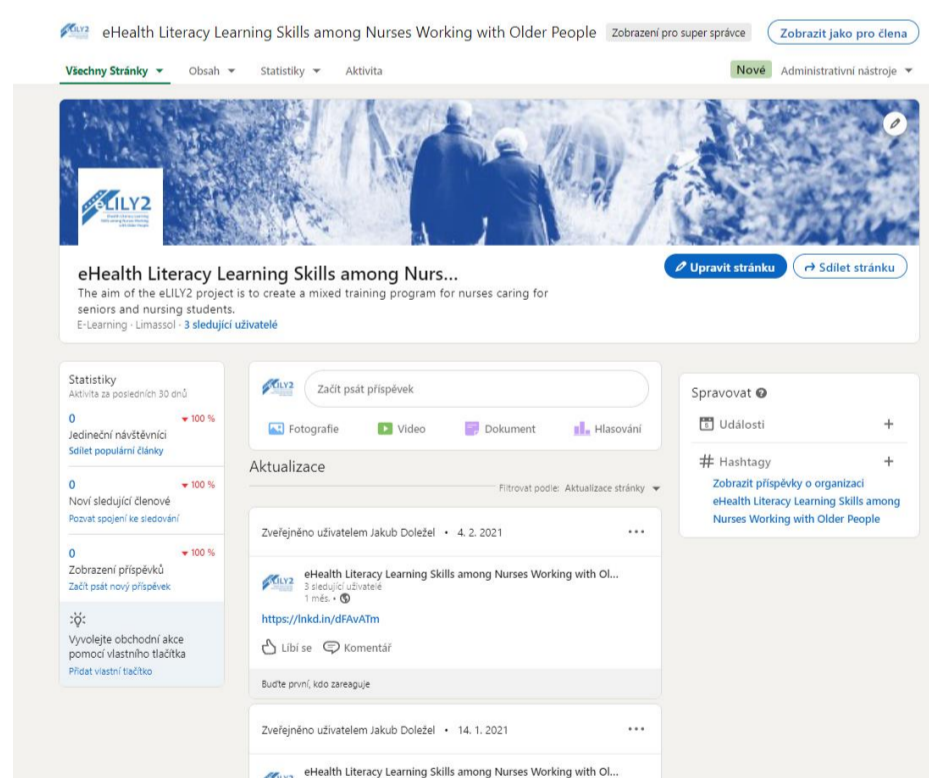 eLILY2
eHealth Literacy Learning Skills among Nurses Working with Older People
Zobrazení pro super správce
Zobrazit jako pro člena
Všechny Stránky
Obsah
Statistiky
Aktivita
Nové
Administrativní nástroje
eLILY2
eHealth Literacy Learning Skills among Nurs...
The aim of the eLILY2 project is to create a mixed training program for nurses caring for
seniors and nursing students.
E-Learning · Limassol · 3 sledující uživatelé
Upravit stránku
Sdílet stránku
Statistiky
Aktivita za posledních 30 dnů
0 100 %
Jedineční návštěvníci
Sdílet populární články
0 100 %
Noví sledující členové
Pozvat spojení ke sledování
0 100 %
Zobrazení příspěvků
Začít psát nový příspěvek
Vyvolejte obchodní akce
pomocí vlastního tlačítka
Přidat vlastní tlačítko
eLILY2
Začít psát příspěvek
Fotografie
Video
Dokument
Hlasování
Aktualizace
Filtrovat podle: Aktualizace stránky
Zveřejněno uživatelem Jakub Doležel • 4. 2. 2021
eLILY2
eHealth Literacy Learning Skills among Nurses Working with Ol...
3 sledující uživatelé
1 měs. •
https://lnkd.in/dFAvATm
Líbí se
Komentář
Buďte první, kdo zareaguje
Zveřejněno uživatelem Jakub Doležel • 14. 1. 2021
eHealth Literacy Learning Skills among Nurses Working with Ol...
Spravovat
Události +
# Hashtagy +
Zobrazit příspěvky o organizaci
eHealth Literacy Learning Skills among
Nurses Working with Older People